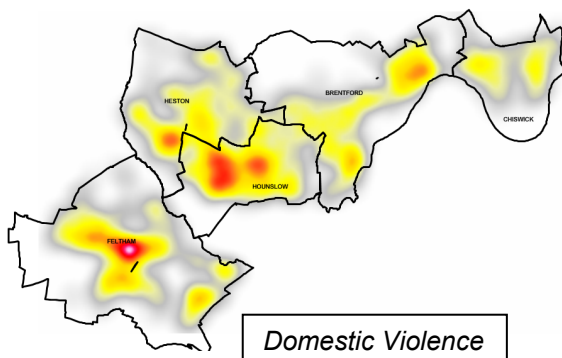 HESTON
BRENTFORD
CHISWICK
HOUNSLOW
FELTHAM
Domestic Violence